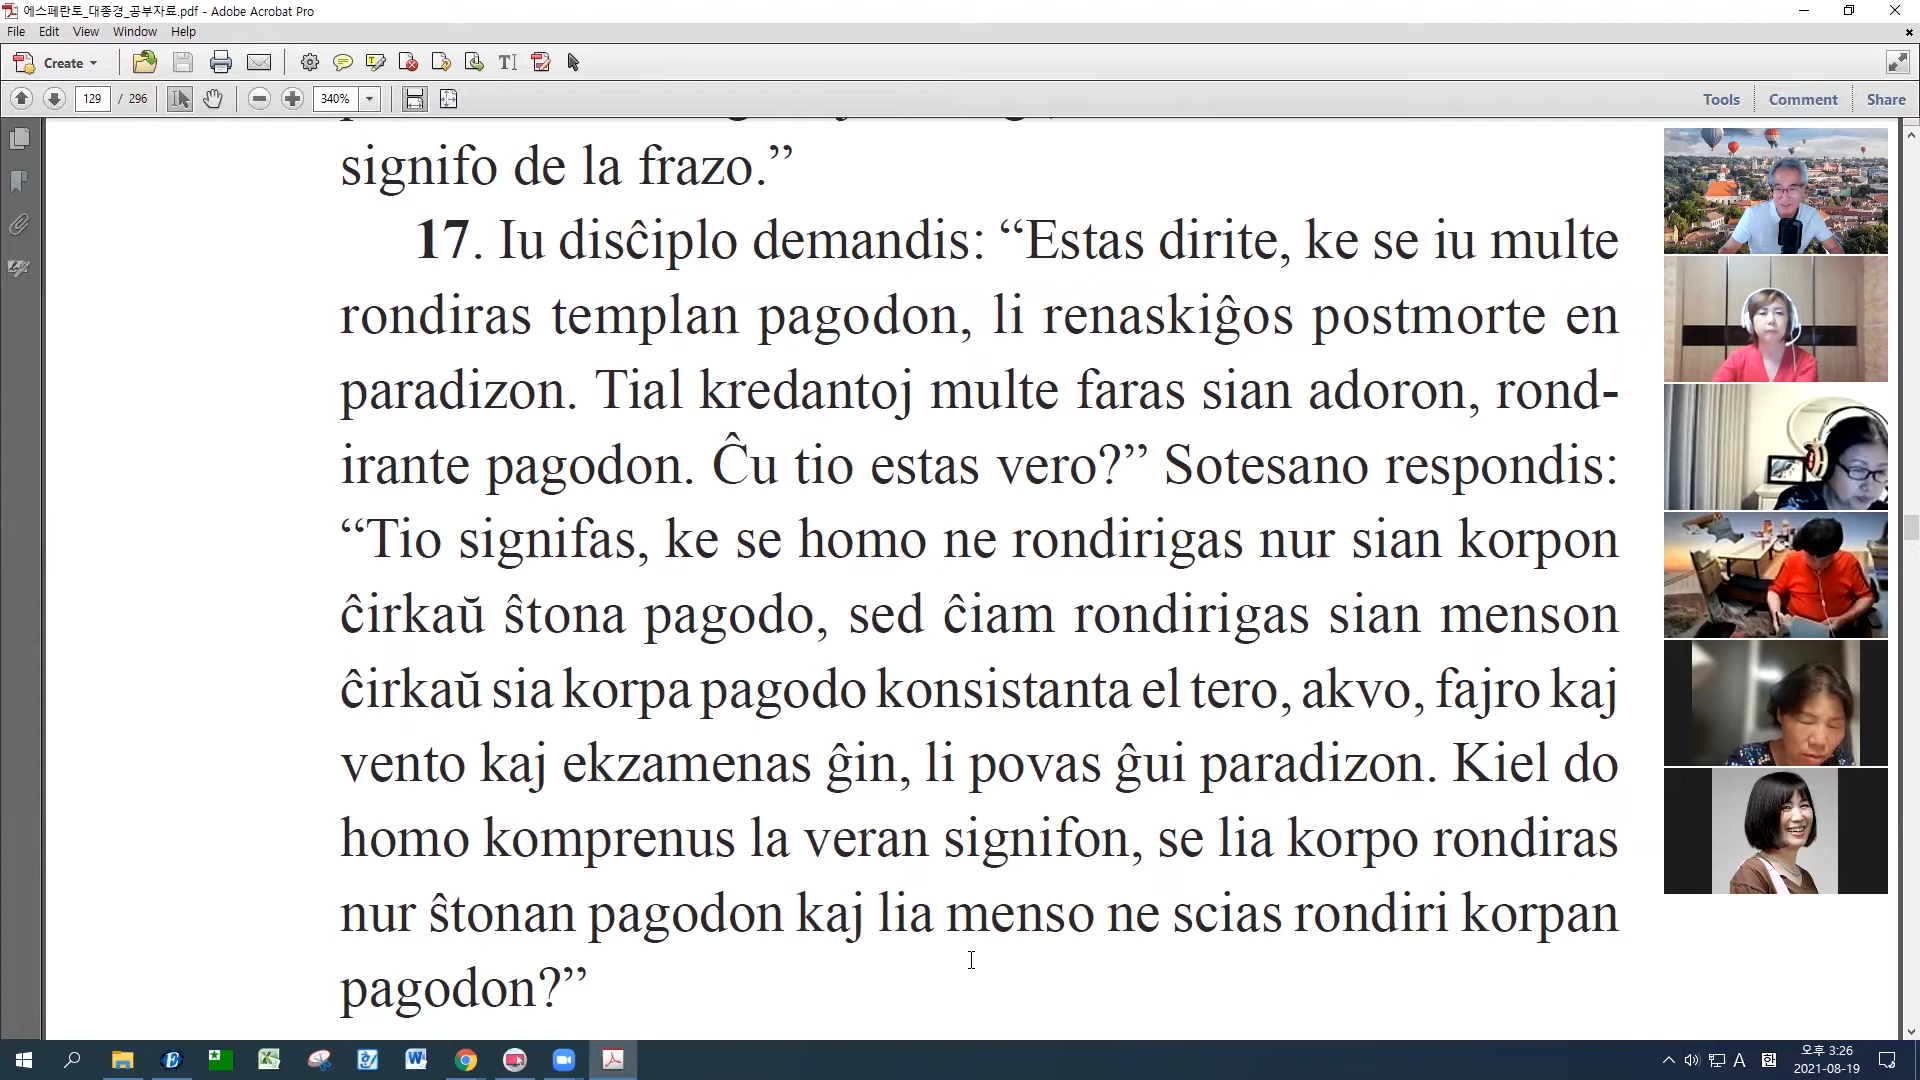 에스페란토_대종경_공부자료.pdf - Adobe Acrobat Pro
File Edit View Window Help
Create
129 / 296 340% Tools Comment Share
signifo de la frazo.”
17. Iu disĉiplo demandis: “Estas dirite, ke se iu multe
rondiras templan pagodon, li renaskiĝos postmorte en
paradizon. Tial kredantoj multe faras sian adoron, rond-
irante pagodon. Ĉu tio estas vero?” Sotesano respondis:
“Tio signifas, ke se homo ne rondirigas nur sian korpon
ĉirkaŭ ŝtona pagodo, sed ĉiam rondirigas sian menson
ĉirkaŭ sia korpa pagodo konsistanta el tero, akvo, fajro kaj
vento kaj ekzamenas ĝin, li povas ĝui paradizon. Kiel do
homo komprenus la veran signifon, se lia korpo rondiras
nur ŝtonan pagodon kaj lia menso ne scias rondiri korpan
pagodon?”
A 한 오후 3:26
2021-08-19